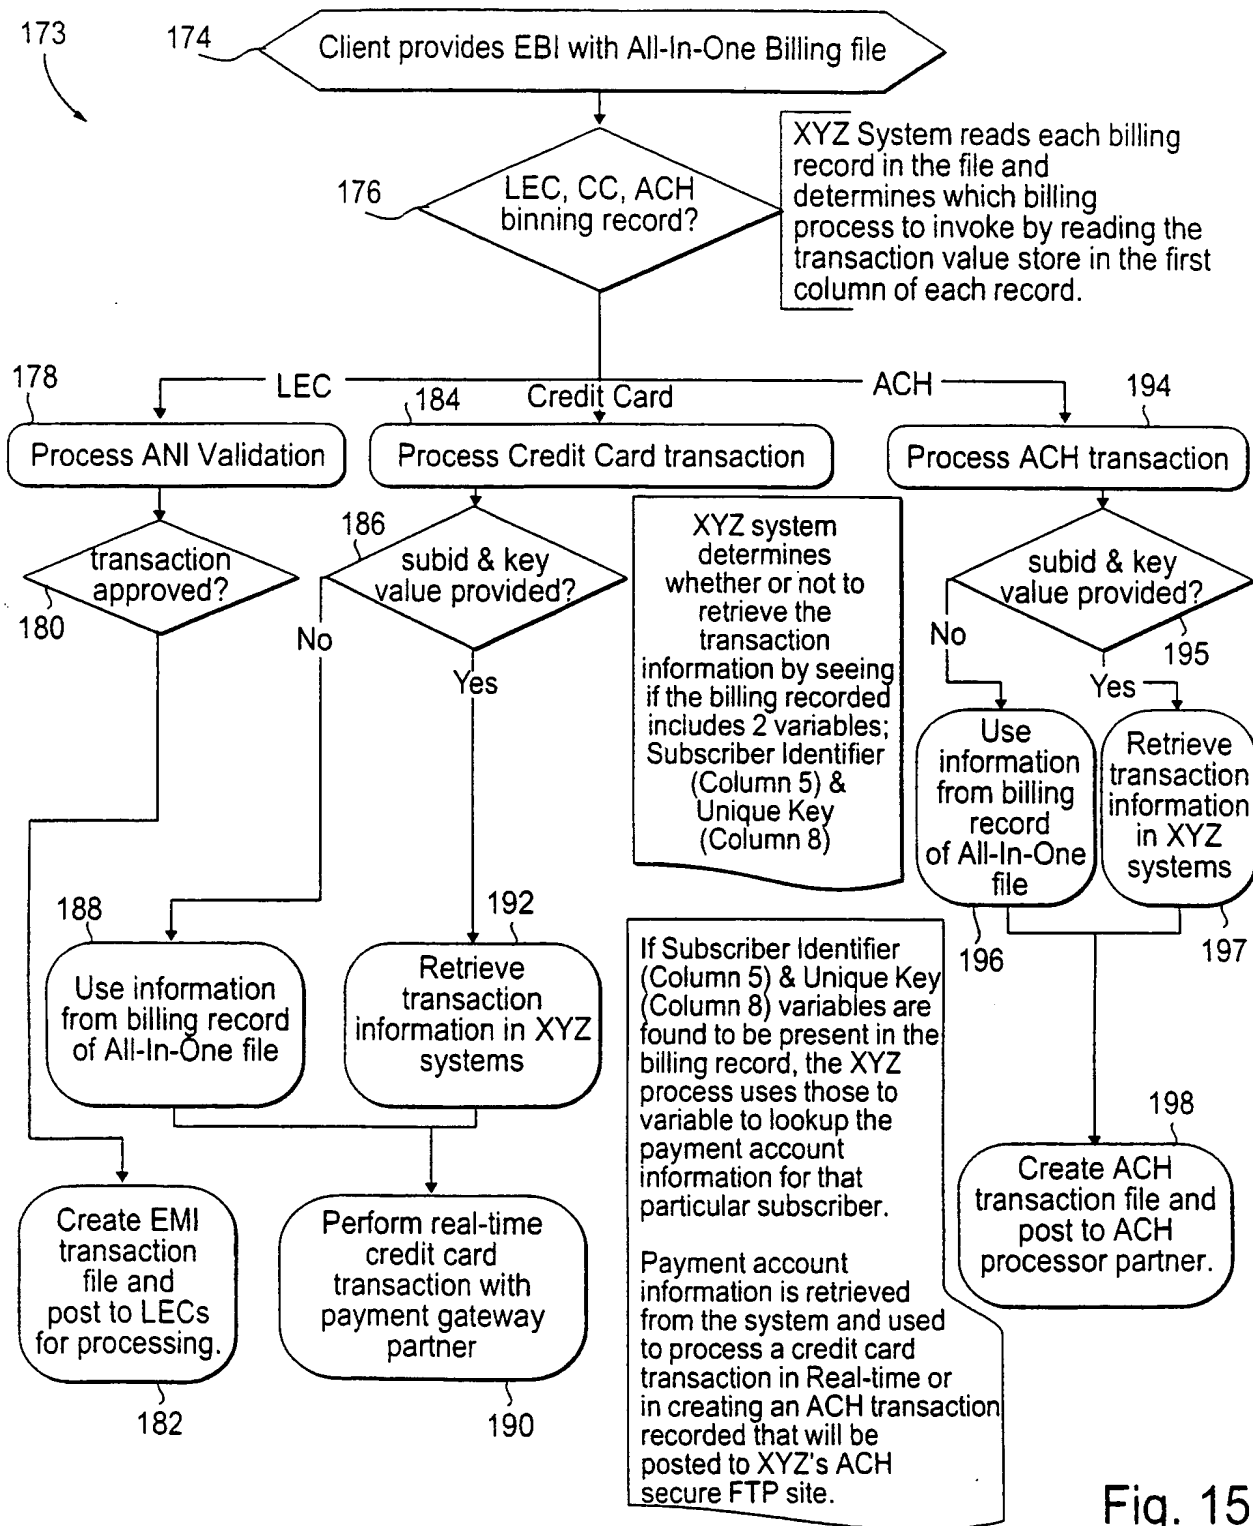 173
174
Client provides EBI with All-In-One Billing file
176
LEC, CC, ACH
binning record?
XYZ System reads each billing
record in the file and
determines which billing
process to invoke by reading the
transaction value store in the first
column of each record.
LEC
Credit Card
ACH
178
Process ANI Validation
184
Process Credit Card transaction
194
Process ACH transaction
transaction
approved?
180
186
subid & key
value provided?
No
Yes
XYZ system
determines
whether or not to
retrieve the
transaction
information by seeing
if the billing recorded
includes 2 variables;
Subscriber Identifier
(Column 5) &
Unique Key
(Column 8)
subid & key
value provided?
195
No
Yes
Use
information
from billing
record
of All-In-One
file
196
Retrieve
transaction
information
in XYZ
systems
197
188
Use information
from billing record
of All-In-One file
192
Retrieve
transaction
information in XYZ
systems
If Subscriber Identifier
(Column 5) & Unique Key
(Column 8) variables are
found to be present in the
billing record, the XYZ
process uses those to
variable to lookup the
payment account
information for that
particular subscriber.
Payment account
information is retrieved
from the system and used
to process a credit card
transaction in Real-time or
in creating an ACH transaction
recorded that will be
posted to XYZ's ACH
secure FTP site.
198
Create ACH
transaction file and
post to ACH
processor partner.
Create EMI
transaction
file and
post to LECs
for processing.
182
Perform real-time
credit card
transaction with
payment gateway
partner
190
Fig. 15